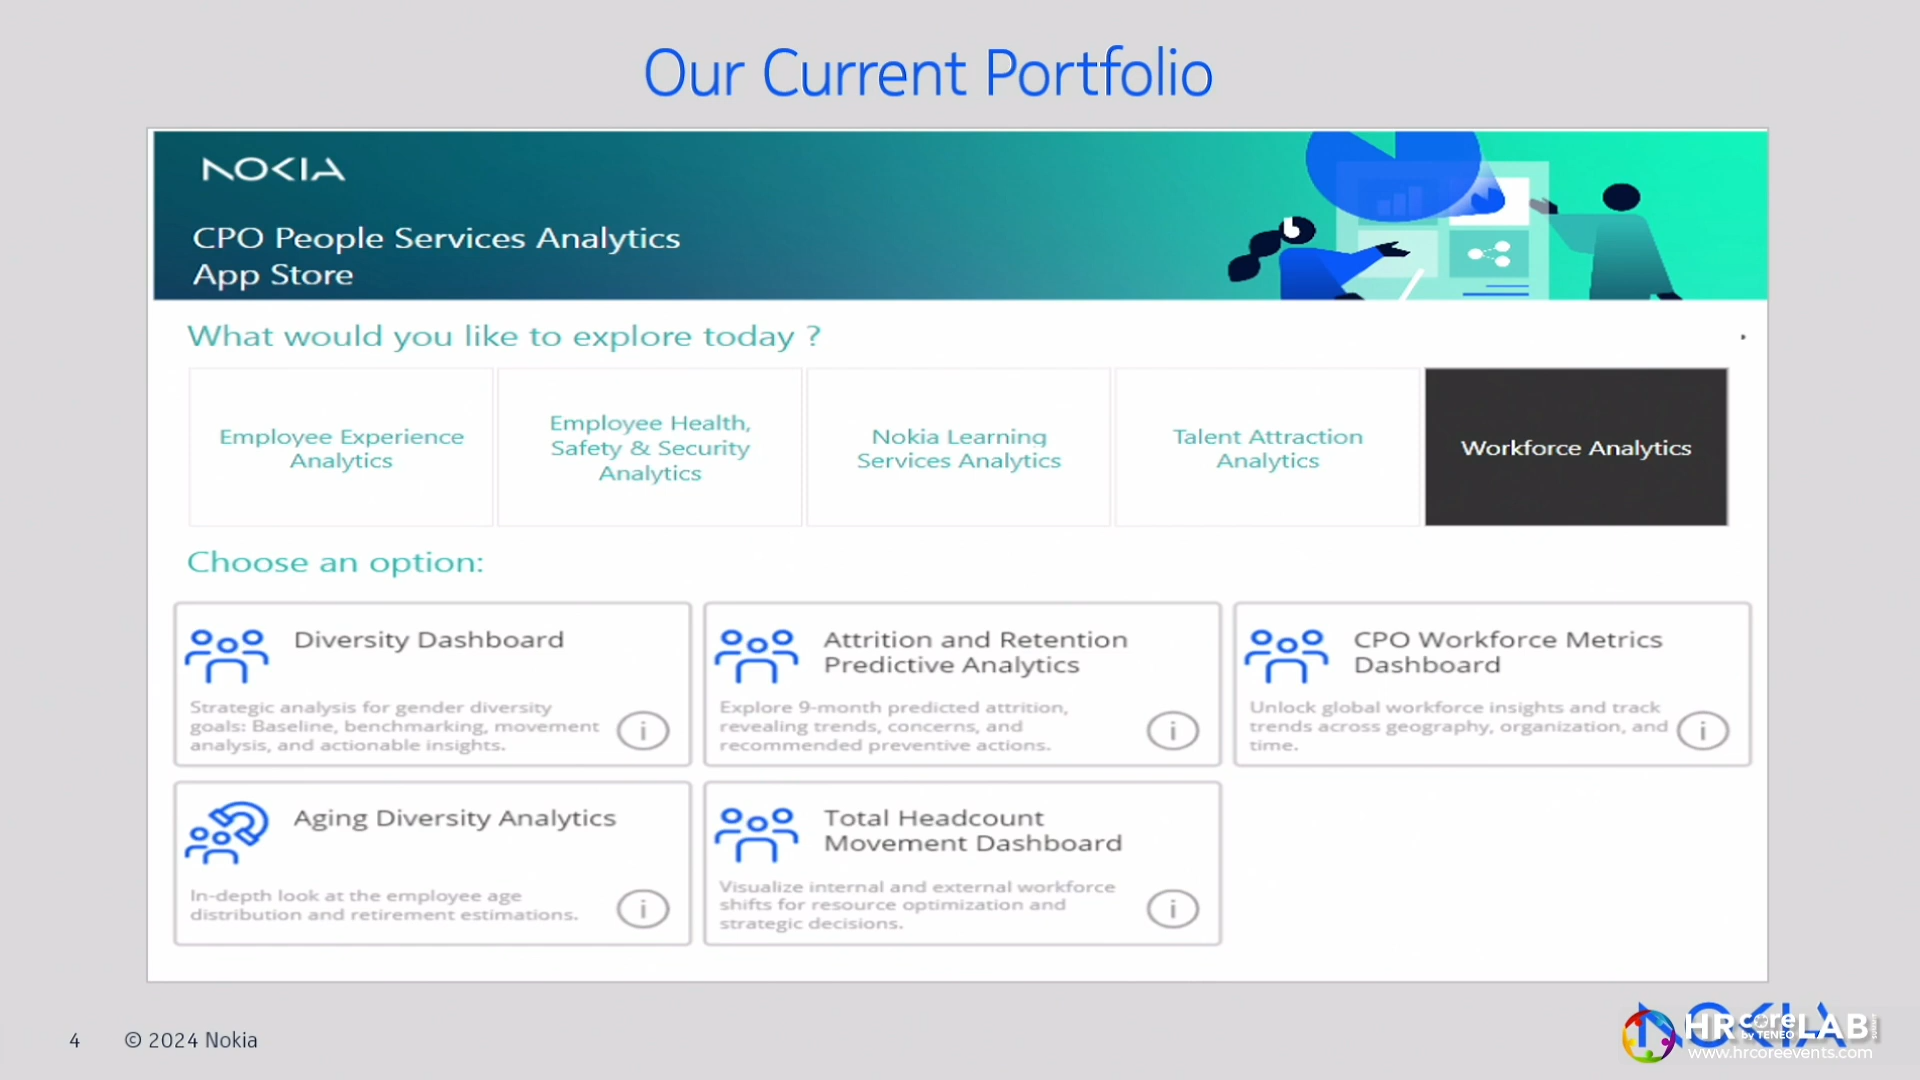 Our Current Portfolio
NOKIA
CPO People Services Analytics
App Store
What would you like to explore today ?
Employee Experience
Analytics
Employee Health,
Safety & Security
Analytics
Nokia Learning
Services Analytics
Talent Attraction
Analytics
Workforce Analytics
Choose an option:
Diversity Dashboard
Strategic analysis for gender diversity
goals: Baseline, benchmarking, movement
analysis, and actionable insights.
i
Attrition and Retention
Predictive Analytics
Explore 9-month predicted attrition,
revealing trends, concerns, and
recommended preventive actions.
i
CPO Workforce Metrics
Dashboard
Unlock global workforce insights and track
trends across geography, organization, and
time.
i
Aging Diversity Analytics
In-depth look at the employee age
distribution and retirement estimations.
i
Total Headcount
Movement Dashboard
Visualize internal and external workforce
shifts for resource optimization and
strategic decisions.
i
4
© 2024 Nokia
NOKIA
HR core LAB
by TENEO
www.hrcoreevents.com